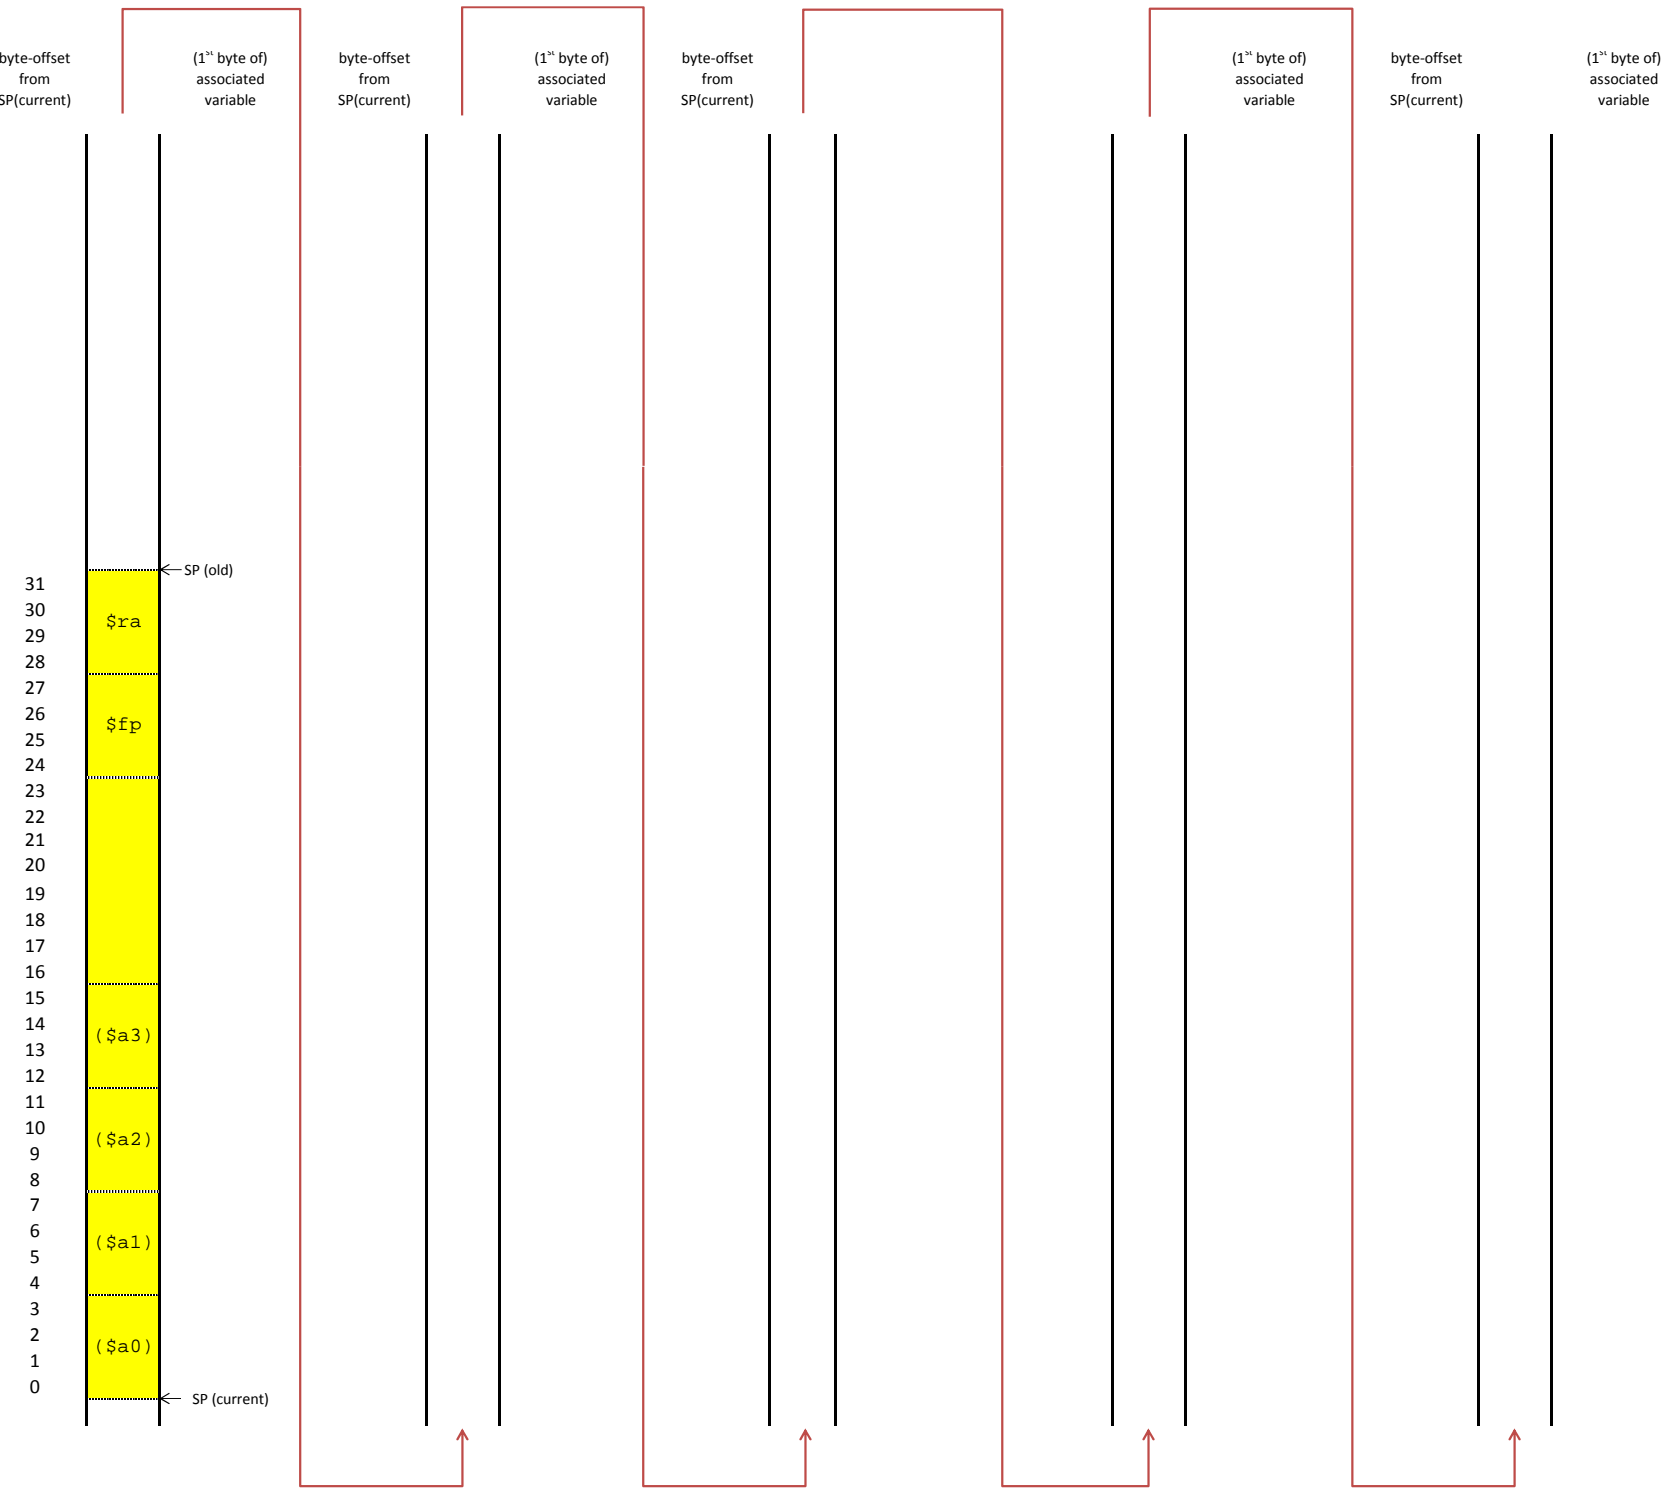 byte-offset
from
SP(current)
(1st byte of)
associated
variable
byte-offset
from
SP(current)
(1st byte of)
associated
variable
byte-offset
from
SP(current)
(1st byte of)
associated
variable
byte-offset
from
SP(current)
(1st byte of)
associated
variable
SP (old)
31
30
$ra
29
28
27
26
$fp
25
24
23
22
21
20
19
18
17
16
15
14
($a3)
13
12
11
10
($a2)
9
8
7
6
($a1)
5
4
3
2
($a0)
1
0
SP (current)